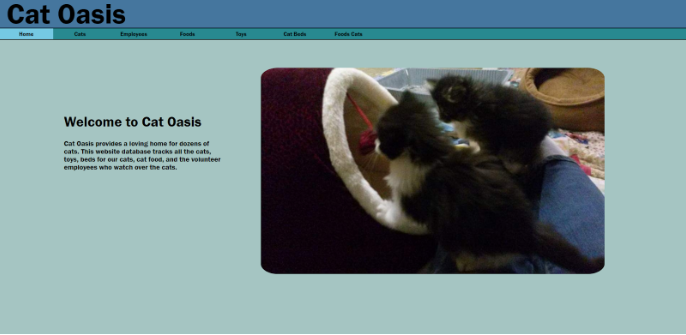 Cat Oasis
Home Cats Employees Foods Toys Cat Beds Foods Cats
Welcome to Cat Oasis
Cat Oasis provides a loving home for dozens of
cats. This website database tracks all the cats,
toys, beds for our cats, cat food, and the volunteer
employees who watch over the cats.